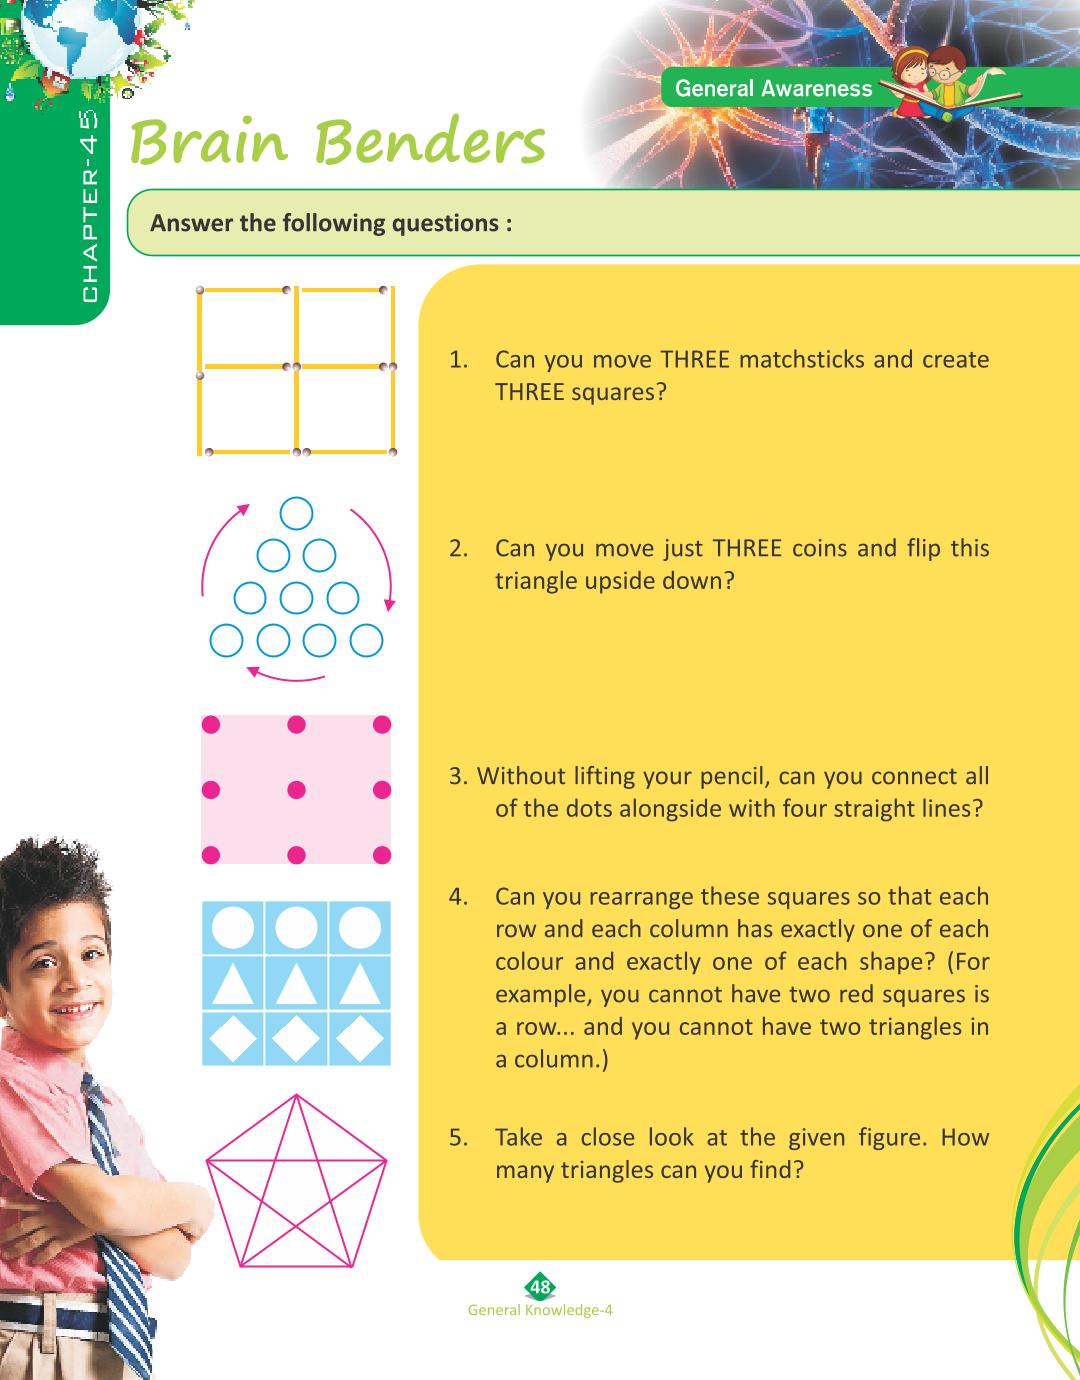 CHAPTER-45
General Awareness
Brain Benders
Answer the following questions :
1. Can you move THREE matchsticks and create
THREE squares?
2. Can you move just THREE coins and flip this
triangle upside down?
3. Without lifting your pencil, can you connect all
of the dots alongside with four straight lines?
4. Can you rearrange these squares so that each
row and each column has exactly one of each
colour and exactly one of each shape? (For
example, you cannot have two red squares is
a row... and you cannot have two triangles in
a column.)
5. Take a close look at the given figure. How
many triangles can you find?
48
General Knowledge-4